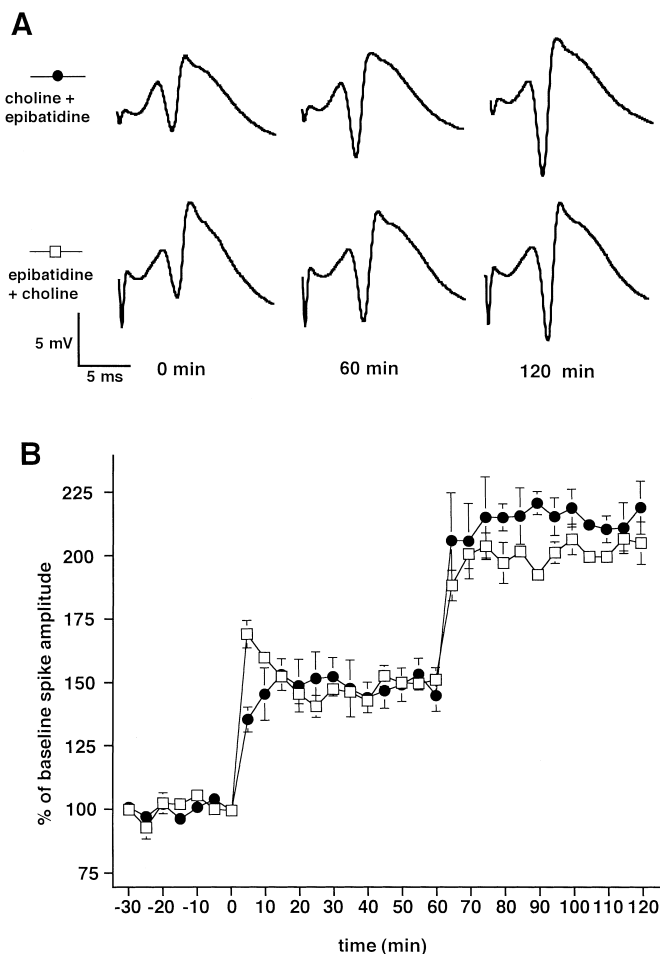 A
choline +
epibatidine
epibatidine
+ choline
5 mV
5 ms
0 min
60 min
120 min
B
% of baseline spike amplitude
225
200
175
150
125
100
75
-30 -20 -10 0 10 20 30 40 50 60 70 80 90 100 110 120
time (min)